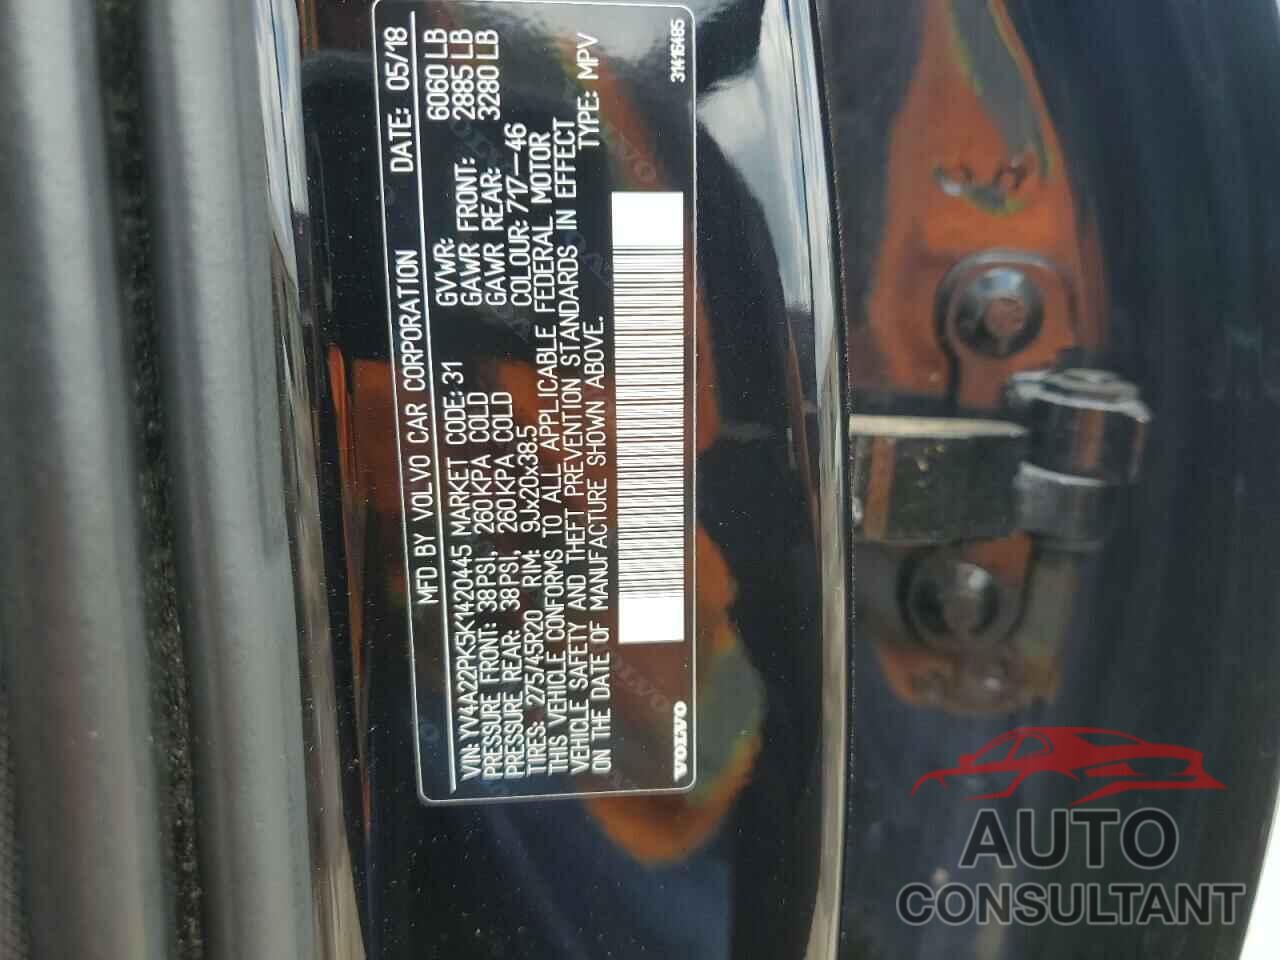 MFD BY VOLVO CAR CORPORATION DATE: 05/18
VIN: YV4A22PK5K1420445 MARKET CODE: 31 GVWR: 6060 LB
PRESSURE FRONT: 38PSI, 260KPA COLD GAWR FRONT: 2885 LB
PRESSURE REAR: 38PSI, 260KPA COLD GAWR REAR: 3280 LB
TIRES: 275/45R20 RIM: 9Jx20x38.5 COLOUR: 717-46
THIS VEHICLE CONFORMS TO ALL APPLICABLE FEDERAL MOTOR
VEHICLE SAFETY AND THEFT PREVENTION STANDARDS IN EFFECT
ON THE DATE OF MANUFACTURE SHOWN ABOVE. TYPE: MPV
VOLVO 31416485
AUTO
CONSULTANT